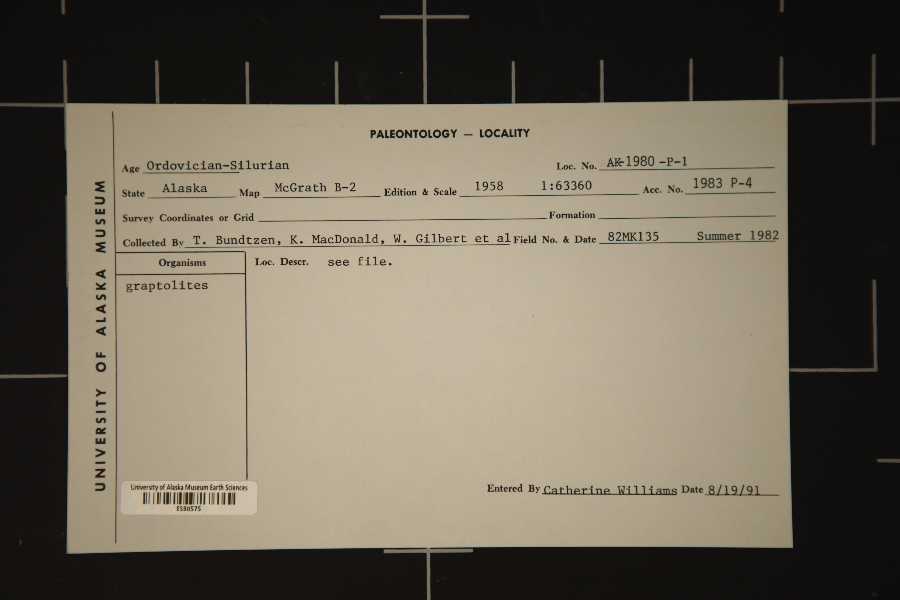 PALEONTOLOGY — LOCALITY
Age Ordovician-Silurian Loc. No. AK-1980 -P-1
State Alaska Map McGrath B-2 Edition & Scale 1958 1:63360 Acc. No. 1983 P-4
Survey Coordinates or Grid Formation
Collected By T. Bundtzen, K. MacDonald, W. Gilbert et al Field No. & Date 82MK135 Summer 1982
Organisms Loc. Descr. see file.
graptolites
UNIVERSITY OF ALASKA MUSEUM
University of Alaska Museum Earth Sciences
Entered By Catherine Williams Date 8/19/91